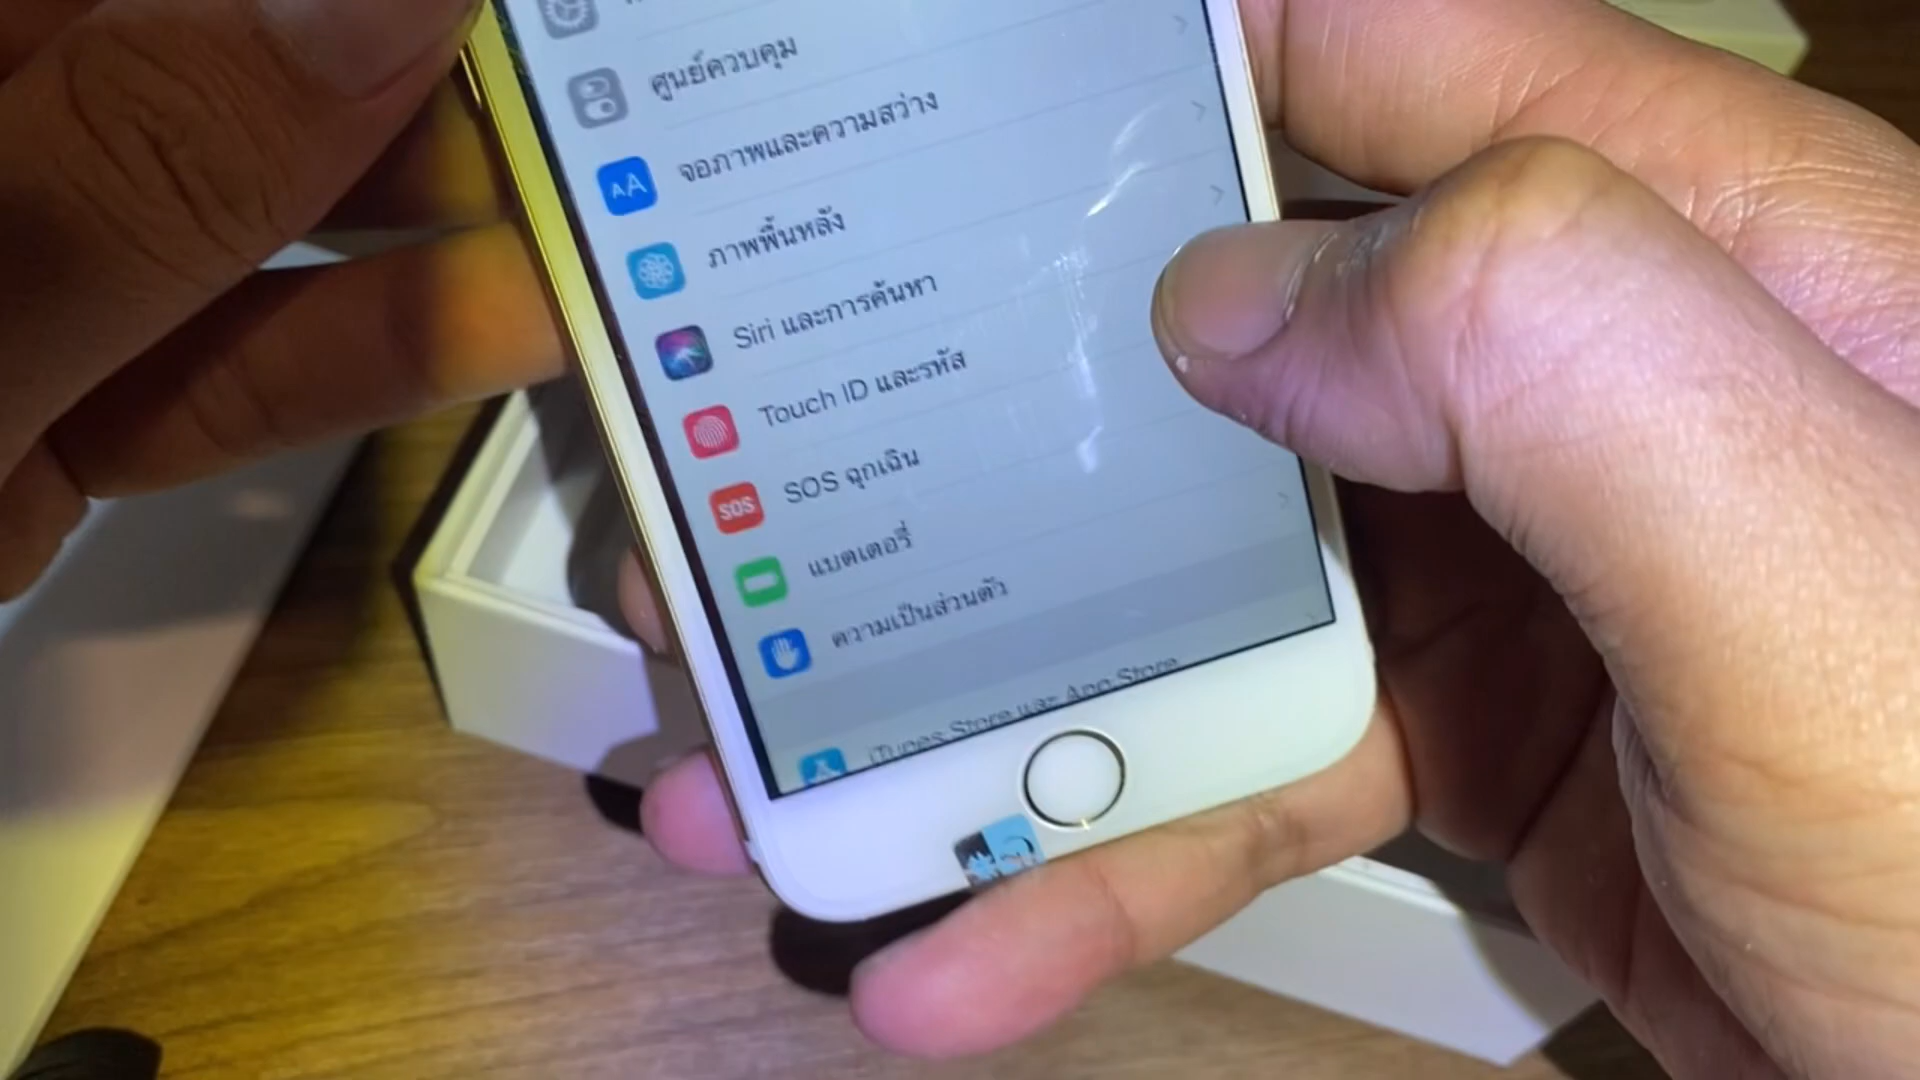 ศูนย์ควบคุม
AA จอภาพและความสว่าง
ภาพพื้นหลัง
Siri และการค้นหา
Touch ID และรหัส
SOS SOS ฉุกเฉิน
แบตเตอรี่
ความเป็นส่วนตัว
iTunes Store และ App Store